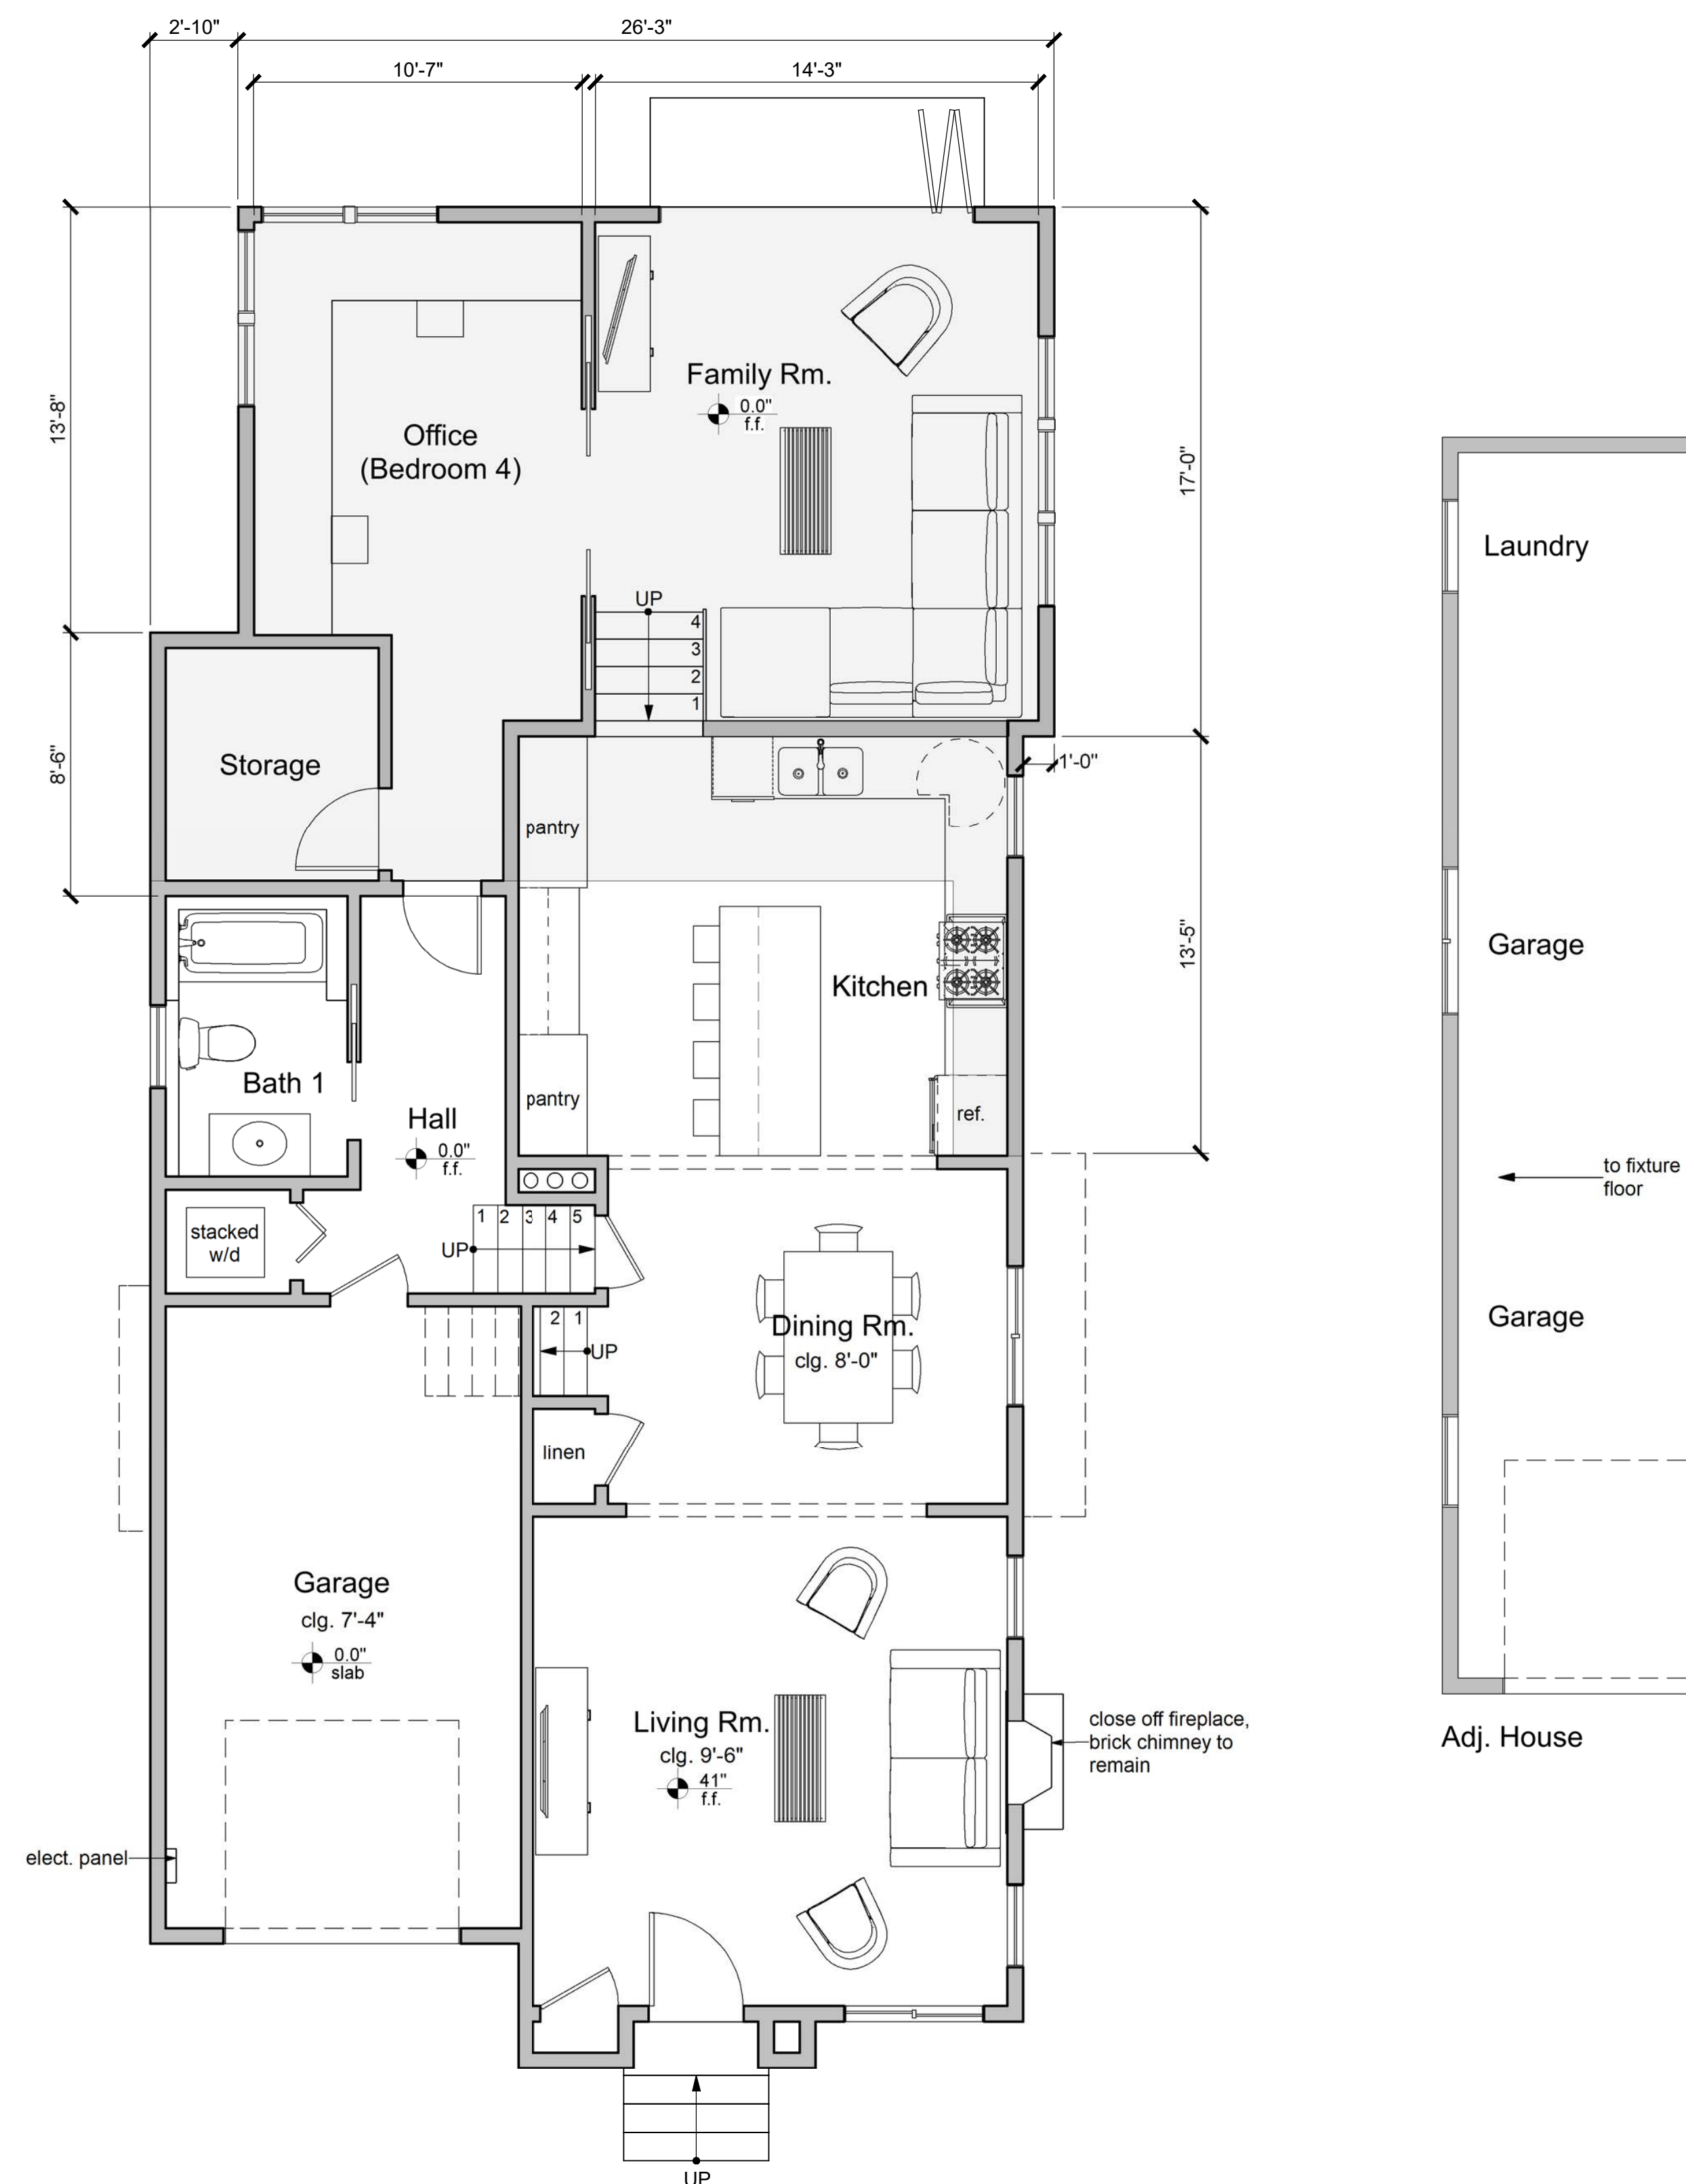 2'-10"
26'-3"
10'-7"
14'-3"
13'-8"
8'-6"
17'-0"
1'-0"
13'-5"
Family Rm.
0.0"
f.f.
Office
(Bedroom 4)
UP
4
3
2
1
Storage
pantry
Kitchen
pantry
ref.
Bath 1
Hall
0.0"
f.f.
stacked
w/d
1 2 3 4 5
UP
2 1
UP
Dining Rm.
clg. 8'-0"
linen
Garage
clg. 7'-4"
0.0"
slab
Living Rm.
clg. 9'-6"
41"
f.f.
close off fireplace,
brick chimney to
remain
elect. panel
UP
Laundry
Garage
to fixture
floor
Garage
Adj. House